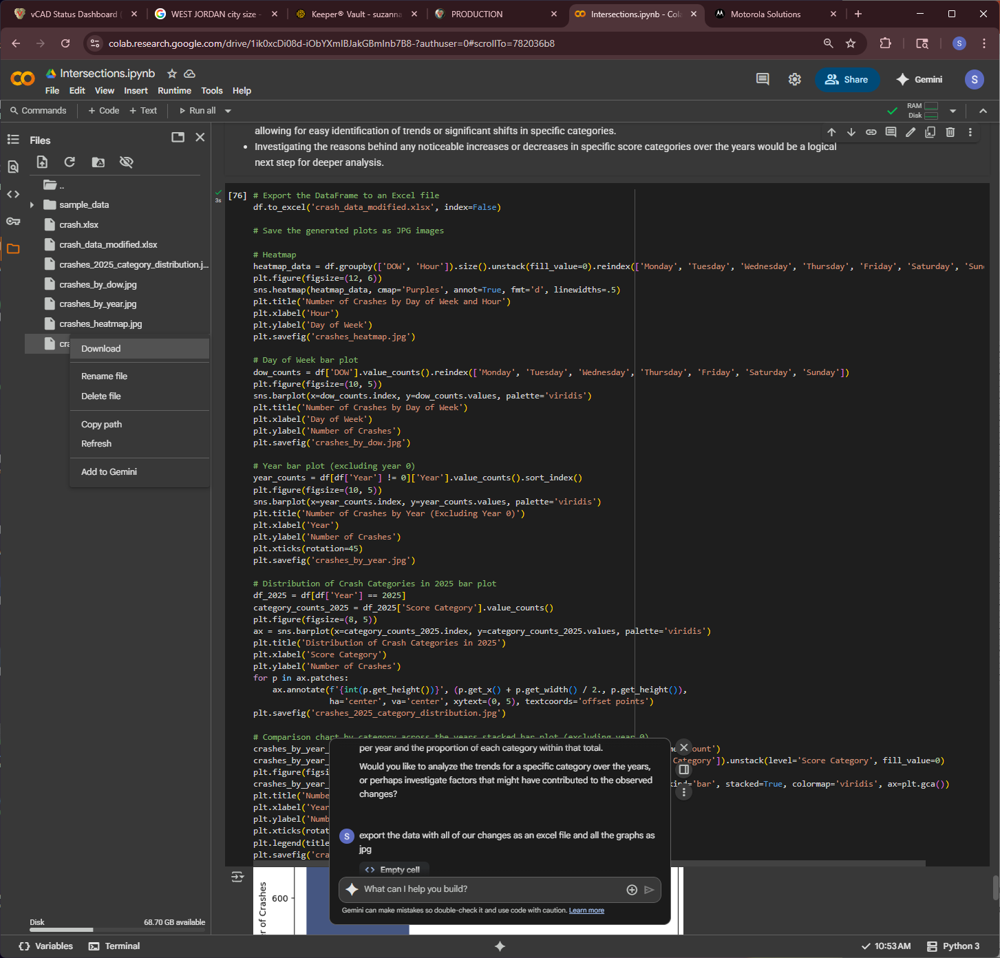 vCAD Status Dashboard (
WEST JORDAN city size -
Keeper® Vault - suzanna
PRODUCTION
Intersections.ipynb - Cola
Motorola Solutions
colab.research.google.com/drive/1ik0xcDi08d-iObYXmIBJakGBmInb7B8-?authuser=0#scrollTo=782036b8
S
Intersections.ipynb
File Edit View Insert Runtime Tools Help
Share
Gemini
S
Commands
+ Code + Text
Run all
RAM
Disk
Files
..
sample_data
crash.xlsx
crash_data_modified.xlsx
crashes_2025_category_distribution.j...
crashes_by_dow.jpg
crashes_by_year.jpg
crashes_heatmap.jpg
cra
Download
Rename file
Delete file
Copy path
Refresh
Add to Gemini
allowing for easy identification of trends or significant shifts in specific categories.
• Investigating the reasons behind any noticeable increases or decreases in specific score categories over the years would be a logical
next step for deeper analysis.
3s
[76] # Export the DataFrame to an Excel file
df.to_excel('crash_data_modified.xlsx', index=False)
# Save the generated plots as JPG images
# Heatmap
heatmap_data = df.groupby(['DOW', 'Hour']).size().unstack(fill_value=0).reindex(['Monday', 'Tuesday', 'Wednesday', 'Thursday', 'Friday', 'Saturday', 'Sun
plt.figure(figsize=(12, 6))
sns.heatmap(heatmap_data, cmap='Purples', annot=True, fmt='d', linewidths=.5)
plt.title('Number of Crashes by Day of Week and Hour')
plt.xlabel('Hour')
plt.ylabel('Day of Week')
plt.savefig('crashes_heatmap.jpg')
# Day of Week bar plot
dow_counts = df['DOW'].value_counts().reindex(['Monday', 'Tuesday', 'Wednesday', 'Thursday', 'Friday', 'Saturday', 'Sunday'])
plt.figure(figsize=(10, 5))
sns.barplot(x=dow_counts.index, y=dow_counts.values, palette='viridis')
plt.title('Number of Crashes by Day of Week')
plt.xlabel('Day of Week')
plt.ylabel('Number of Crashes')
plt.savefig('crashes_by_dow.jpg')
# Year bar plot (excluding year 0)
year_counts = df[df['Year'] != 0]['Year'].value_counts().sort_index()
plt.figure(figsize=(10, 5))
sns.barplot(x=year_counts.index, y=year_counts.values, palette='viridis')
plt.title('Number of Crashes by Year (Excluding Year 0)')
plt.xlabel('Year')
plt.ylabel('Number of Crashes')
plt.xticks(rotation=45)
plt.savefig('crashes_by_year.jpg')
# Distribution of Crash Categories in 2025 bar plot
df_2025 = df[df['Year'] == 2025]
category_counts_2025 = df_2025['Score Category'].value_counts()
plt.figure(figsize=(8, 5))
ax = sns.barplot(x=category_counts_2025.index, y=category_counts_2025.values, palette='viridis')
plt.title('Distribution of Crash Categories in 2025')
plt.xlabel('Score Category')
plt.ylabel('Number of Crashes')
for p in ax.patches:
ax.annotate(f'{int(p.get_height())}', (p.get_x() + p.get_width() / 2., p.get_height()),
ha='center', va='center', xytext=(0, 5), textcoords='offset points')
plt.savefig('crashes_2025_category_distribution.jpg')
# Comparison chart by category across the years stacked bar plot (excluding year 0)
crashes_by_year_ ount')
crashes_by_year_ Category']).unstack(level='Score Category', fill_value=0)
plt.figure(figsi
crashes_by_year_ kind='bar', stacked=True, colormap='viridis', ax=plt.gca())
plt.title('Numbe
plt.xlabel('Year
plt.ylabel('Numb
plt.xticks(rotat
plt.legend(title
plt.savefig('cra
per year and the proportion of each category within that total.
Would you like to analyze the trends for a specific category over the years,
or perhaps investigate factors that might have contributed to the observed
changes?
S
export the data with all of our changes as an excel file and all the graphs as
jpg
<> Empty cell
What can I help you build?
Gemini can make mistakes so double-check it and use code with caution. Learn more
r of Crashes
600
Disk
68.70 GB available
Variables
Terminal
10:53 AM
Python 3